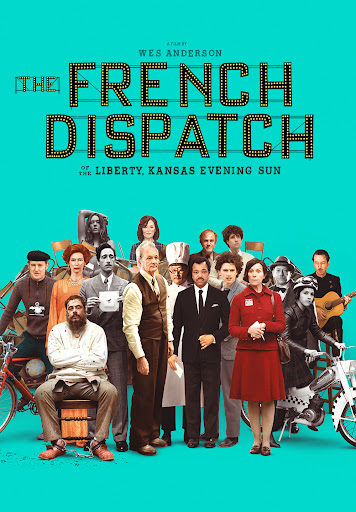 A FILM BY
WES ANDERSON
THE FRENCH
DISPATCH
OF THE LIBERTY, KANSAS EVENING SUN